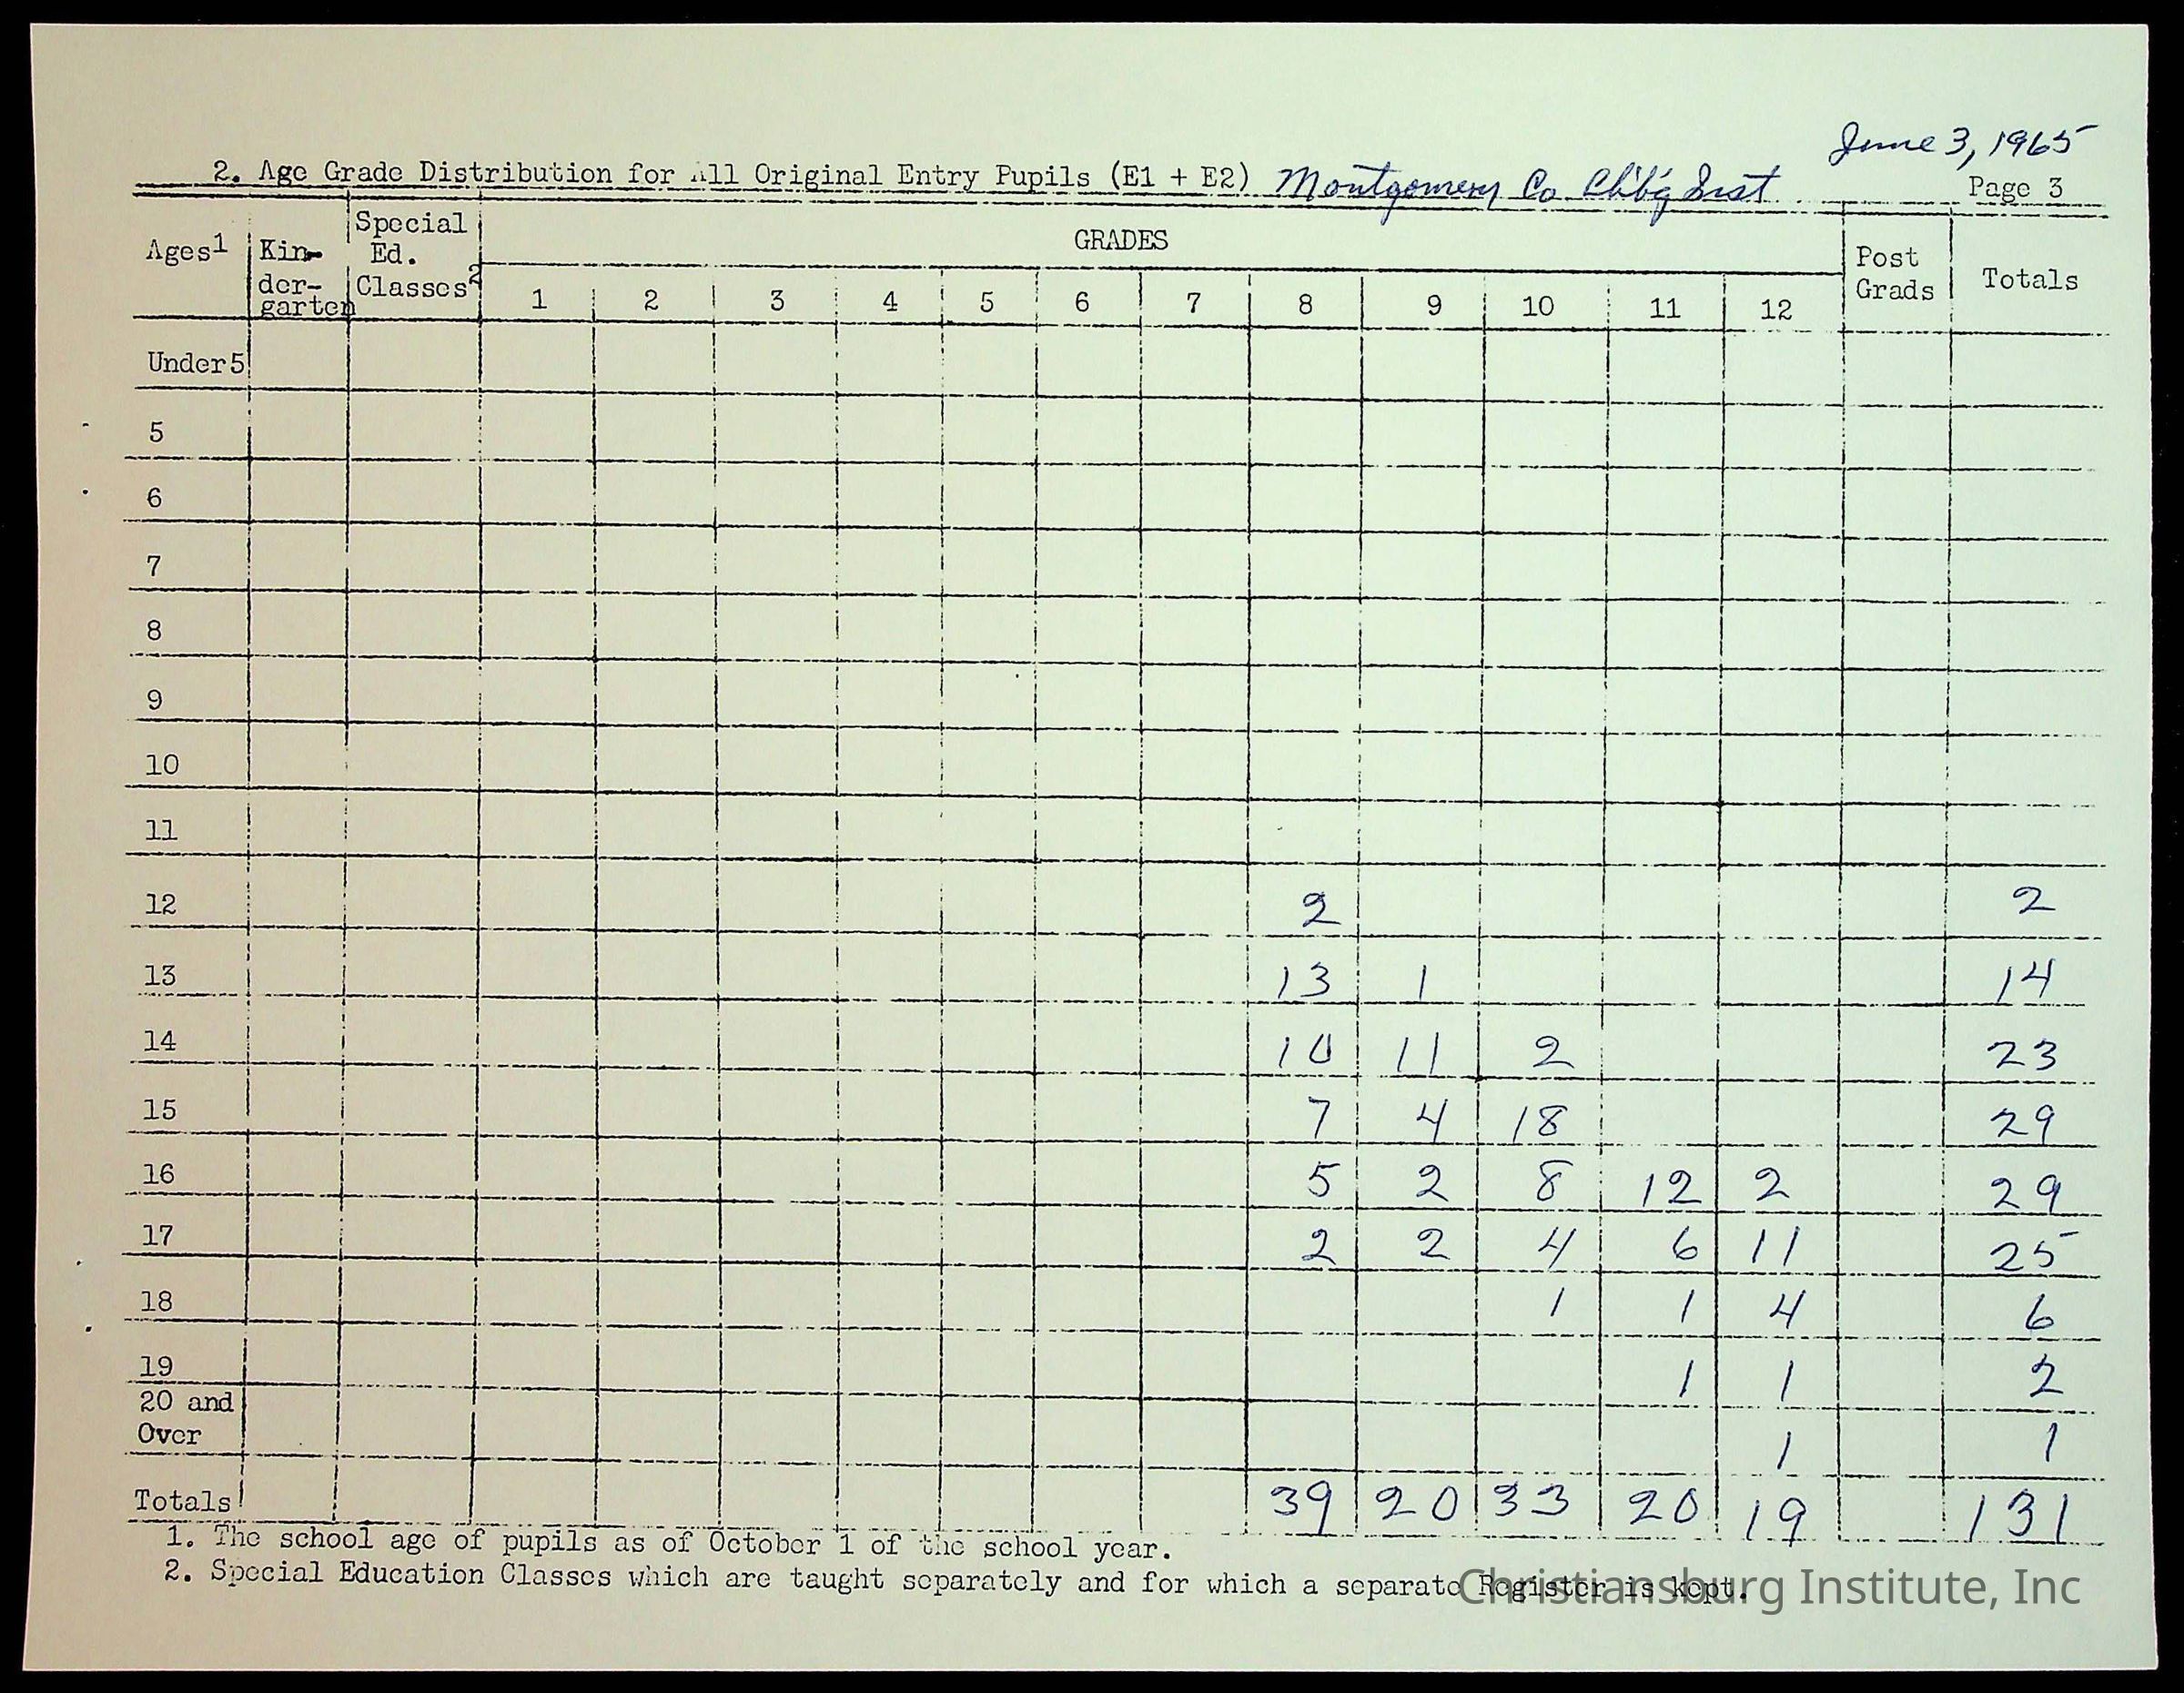 June 3, 1965
2. Age Grade Distribution for All Original Entry Pupils (E1 + E2) Montgomery Co Ch'b'g Inst
Page 3
Ages1 Kin-dergarten Special Ed. Classes2 GRADES Post Grads Totals
1 2 3 4 5 6 7 8 9 10 11 12
Under 5
5
6
7
8
9
10
11
12 2 2
13 13 1 14
14 10 11 2 23
15 7 4 18 29
16 5 2 8 12 2 29
17 2 2 4 6 11 25
18 1 1 4 6
19 1 1 2
20 and Over 1 1
Totals 39 20 33 20 19 131
1. The school age of pupils as of October 1 of the school year.
2. Special Education Classes which are taught separately and for which a separate Register is kept.
Christiansburg Institute, Inc